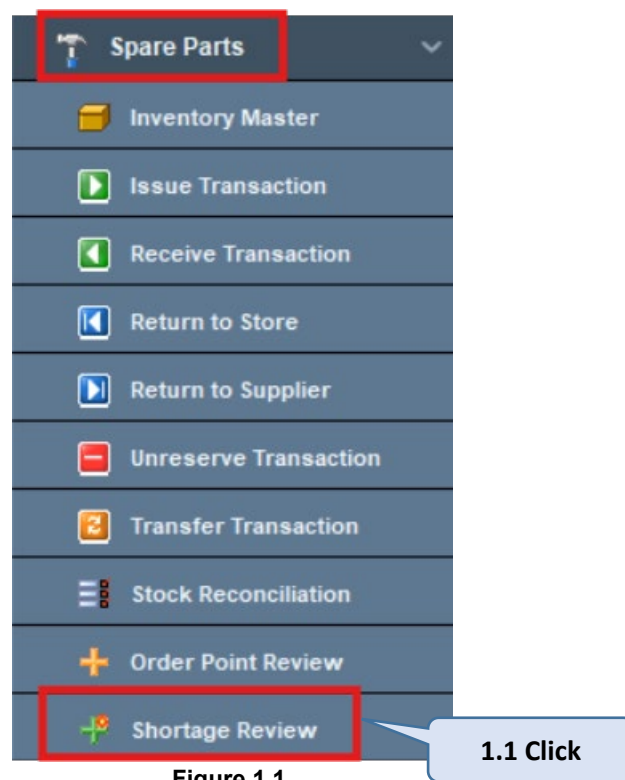 Spare Parts
Inventory Master
Issue Transaction
Receive Transaction
Return to Store
Return to Supplier
Unreserve Transaction
Transfer Transaction
Stock Reconciliation
Order Point Review
Shortage Review
1.1 Click
Figure 1.1